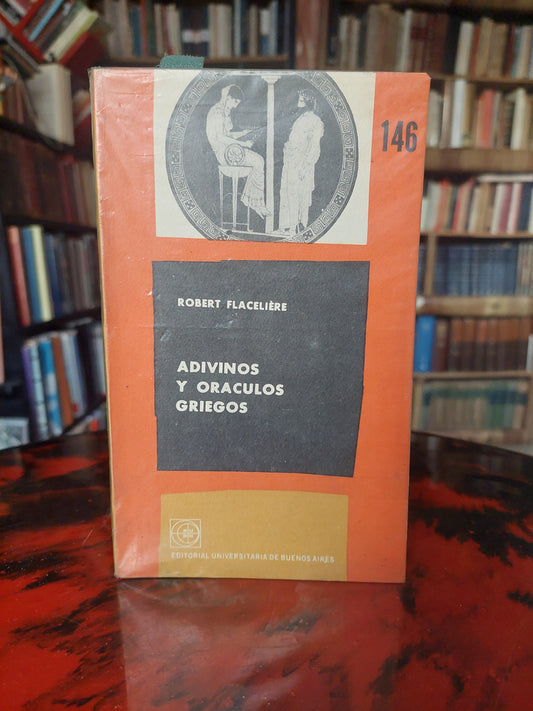 146
ROBERT FLACELIÈRE
ADIVINOS
Y ORACULOS
GRIEGOS
EDITORIAL UNIVERSITARIA DE BUENOS AIRES